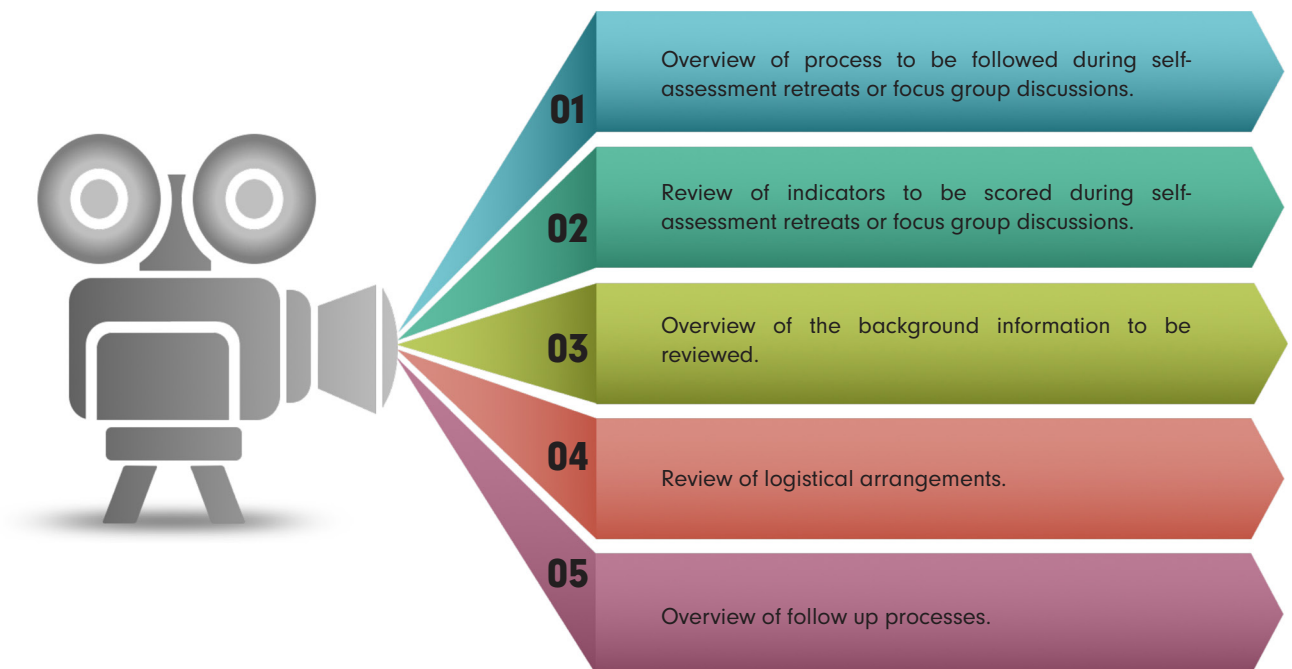 01
Overview of process to be followed during self-
assessment retreats or focus group discussions.
02
Review of indicators to be scored during self-
assessment retreats or focus group discussions.
03
Overview of the background information to be
reviewed.
04
Review of logistical arrangements.
05
Overview of follow up processes.